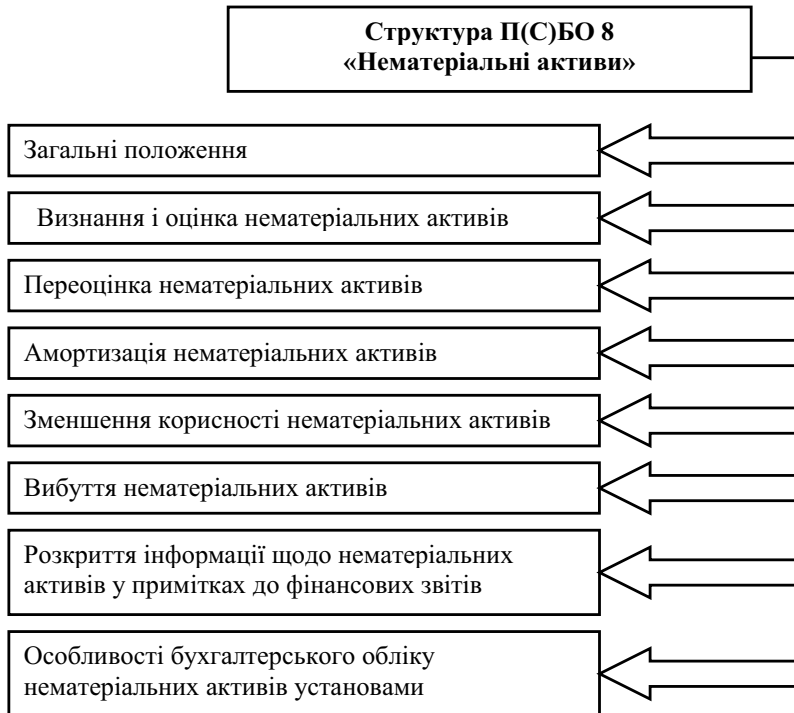 Структура П(С)БО 8
«Нематеріальні активи»
Загальні положення
Визнання і оцінка нематеріальних активів
Переоцінка нематеріальних активів
Амортизація нематеріальних активів
Зменшення корисності нематеріальних активів
Вибуття нематеріальних активів
Розкриття інформації щодо нематеріальних
активів у примітках до фінансових звітів
Особливості бухгалтерського обліку
нематеріальних активів установами